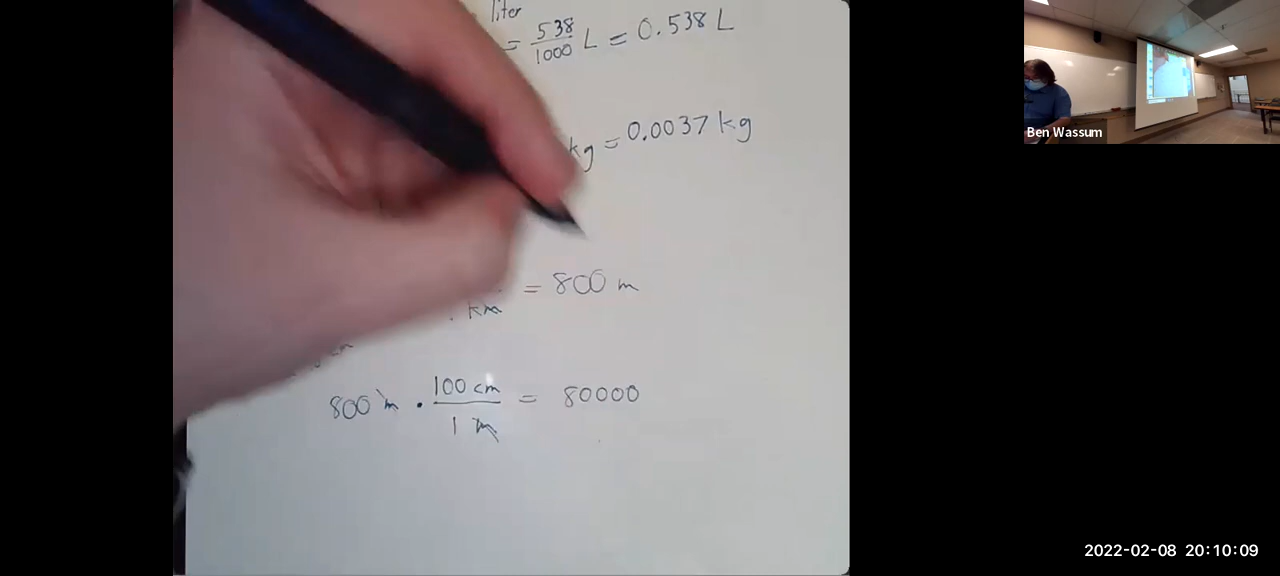 liter
= 538/1000 L = 0.538 L
kg = 0.0037 kg
km = 800 m
800 m · 100 cm / 1 m = 80000
Ben Wassum
2022-02-08 20:10:09